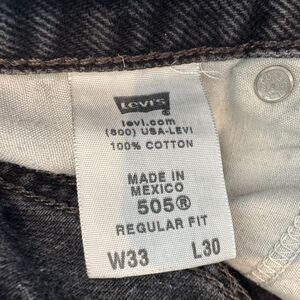 Levi's
levi.com
(800) USA-LEVI
100% COTTON
MADE IN
MEXICO
505®
REGULAR FIT
W33 L30